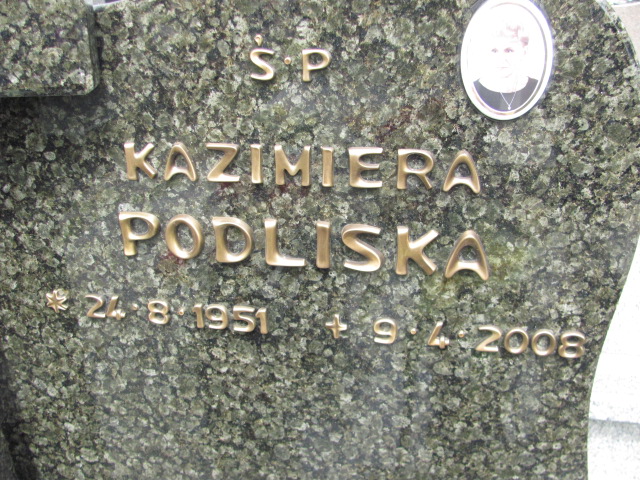 Ś·P
KAZIMIERA
PODLISKA
* 24·8·1951 + 9·4·2008